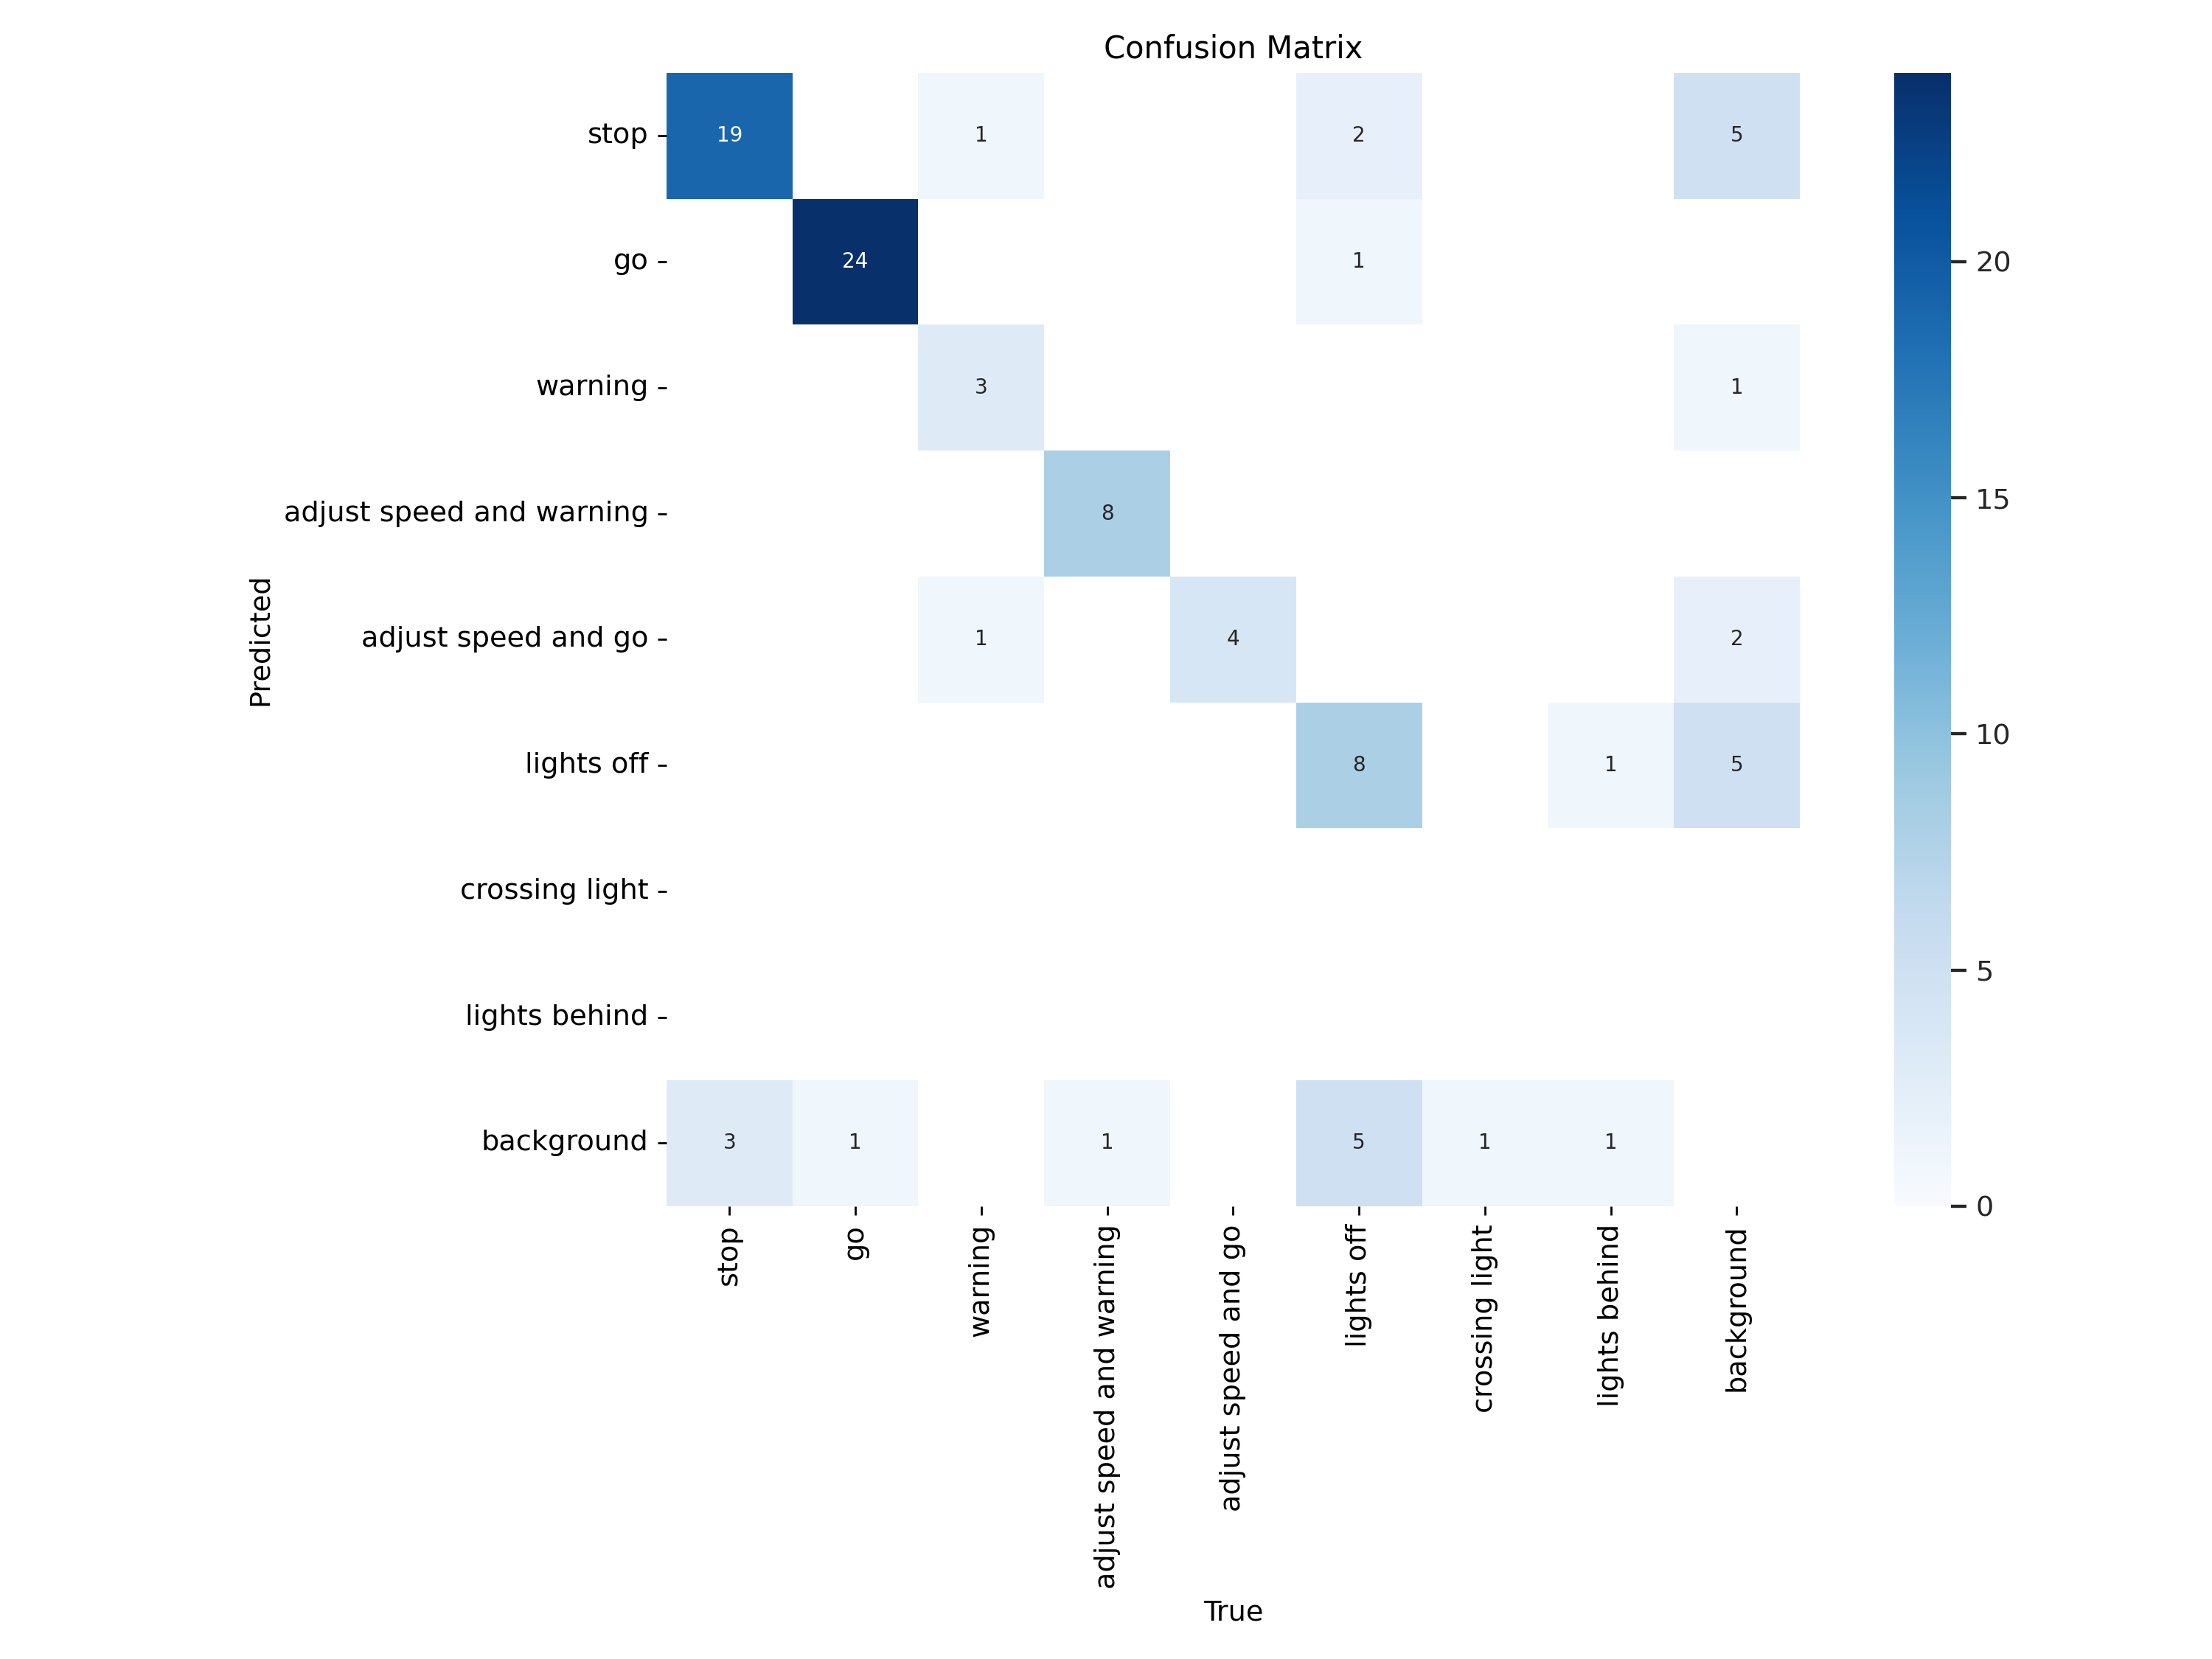 Confusion Matrix
stop
19
1
2
5
go
24
1
warning
3
1
adjust speed and warning
8
adjust speed and go
1
4
2
lights off
8
1
5
crossing light
lights behind
background
3
1
1
5
1
1
Predicted
stop
go
warning
adjust speed and warning
adjust speed and go
lights off
crossing light
lights behind
background
True
20
15
10
5
0